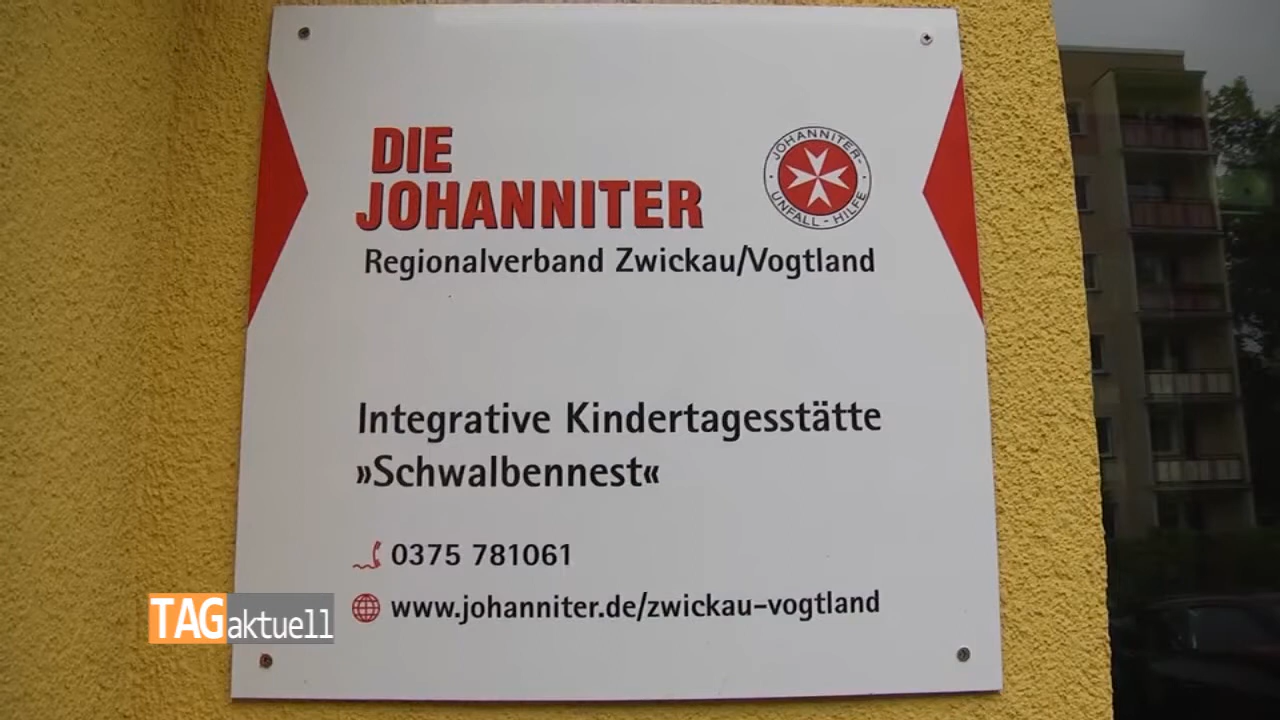 DIE
JOHANNITER
JOHANNITER-
UNFALL-HILFE
Regionalverband Zwickau/Vogtland
Integrative Kindertagesstätte
»Schwalbennest«
0375 781061
www.johanniter.de/zwickau-vogtland
TAGaktuell